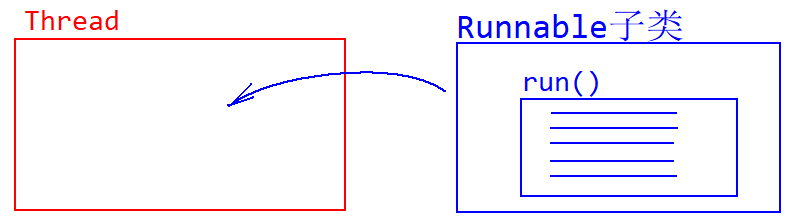 Thread
Runnable子类
run()